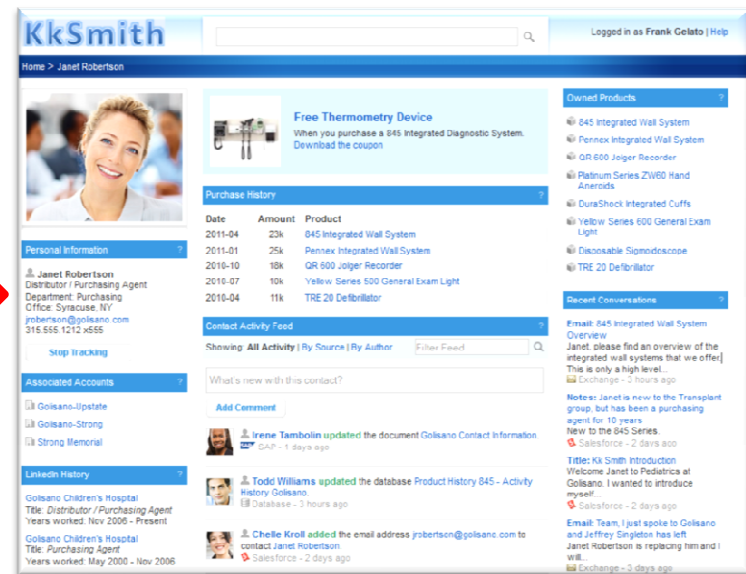 KkSmith
Logged in as Frank Gelato | Help
Home > Janet Robertson
Free Thermometry Device
When you purchase a 845 Integrated Diagnostic System.
Download the coupon
Purchase History ?
Date Amount Product
2011-04 23k 845 Integrated Wall System
2011-01 25k Pennex Integrated Wall System
2010-10 18k QR 600 Jolger Recorder
2010-07 10k Yellow Series 500 General Exam Light
2010-04 11k TRE 20 Defibrillator
Contact Activity Feed ?
Showing All Activity | By Source | By Author Filter Feed
What's new with this contact?
Add Comment
Irene Tambolin updated the document Golisano Contact Information
SAP - 1 days ago
Todd Williams updated the database Product History 845 - Activity
History Golisano.
Database - 3 hours ago
Chelle Kroll added the email address jrobertson@golisano.com to
contact Janet Robertson
Salesforce - 2 days ago
Personal Information ?
Janet Robertson
Distributor / Purchasing Agent
Department: Purchasing
Office: Syracuse, NY
jrobertson@golisano.com
315.555.1212 x555
Stop Tracking
Associated Accounts ?
Golisano-Upstate
Golisano-Strong
Strong Memorial
LinkedIn History ?
Golisano Children's Hosptal
Title: Distributor / Purchasing Agent
Years worked: Nov 2006 - Present
Golisano Children's Hosptal
Title: Purchasing Agent
Years worked: May 2000 - Nov 2006
Owned Products ?
845 Integrated Wall System
Pennex Integrated Wall System
QR 600 Jolger Recorder
Platinum Series ZW60 Hand
Aneroids
DuraShock Integrated Cuffs
Yellow Series 600 General Exam
Light
Disposable Sigmodoscope
TRE 20 Defibrillator
Recent Conversations ?
Email: 845 Integrated Wall System
Overview
Janet, please find an overview of the
integrated wall systems that we offer.
This is only a high level...
Exchange - 3 hours ago
Notes: Janet is new to the Transplant
group, but has been a purchasing
agent for 10 years
New to the 845 Series.
Salesforce - 2 days ago
Title: Kk Smith Introduction
Welcome Janet to Pediatrics at
Golisano. I wanted to introduce
myself...
Salesforce - 2 days ago
Email: Team, I just spoke to Golisano
and Jeffrey Singleton has left
Janet Robertson is replacing him and I
will...
Exchange - 3 days ago